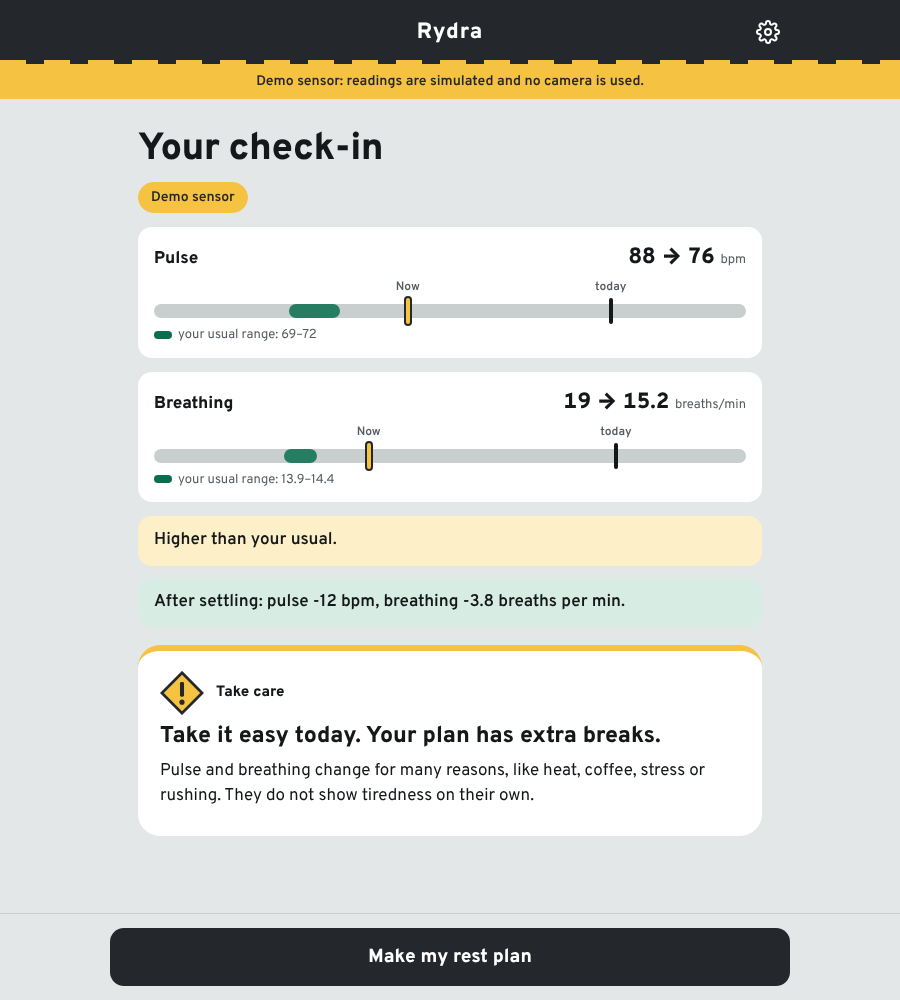 Rydra
Demo sensor: readings are simulated and no camera is used.
Your check-in
Demo sensor
Pulse
88 → 76 bpm
Now
today
your usual range: 69–72
Breathing
19 → 15.2 breaths/min
Now
today
your usual range: 13.9–14.4
Higher than your usual.
After settling: pulse -12 bpm, breathing -3.8 breaths per min.
Take care
Take it easy today. Your plan has extra breaks.
Pulse and breathing change for many reasons, like heat, coffee, stress or
rushing. They do not show tiredness on their own.
Make my rest plan